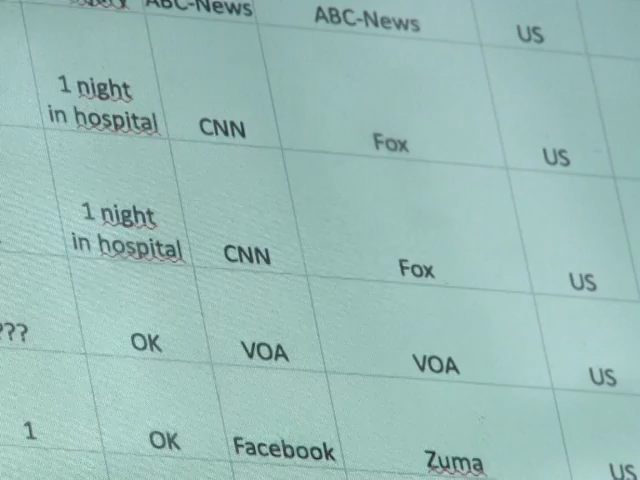 ABC-News ABC-News US
1 night
in hospital CNN Fox US
1 night
in hospital CNN Fox US
??? OK VOA VOA US
1 OK Facebook Zuma US